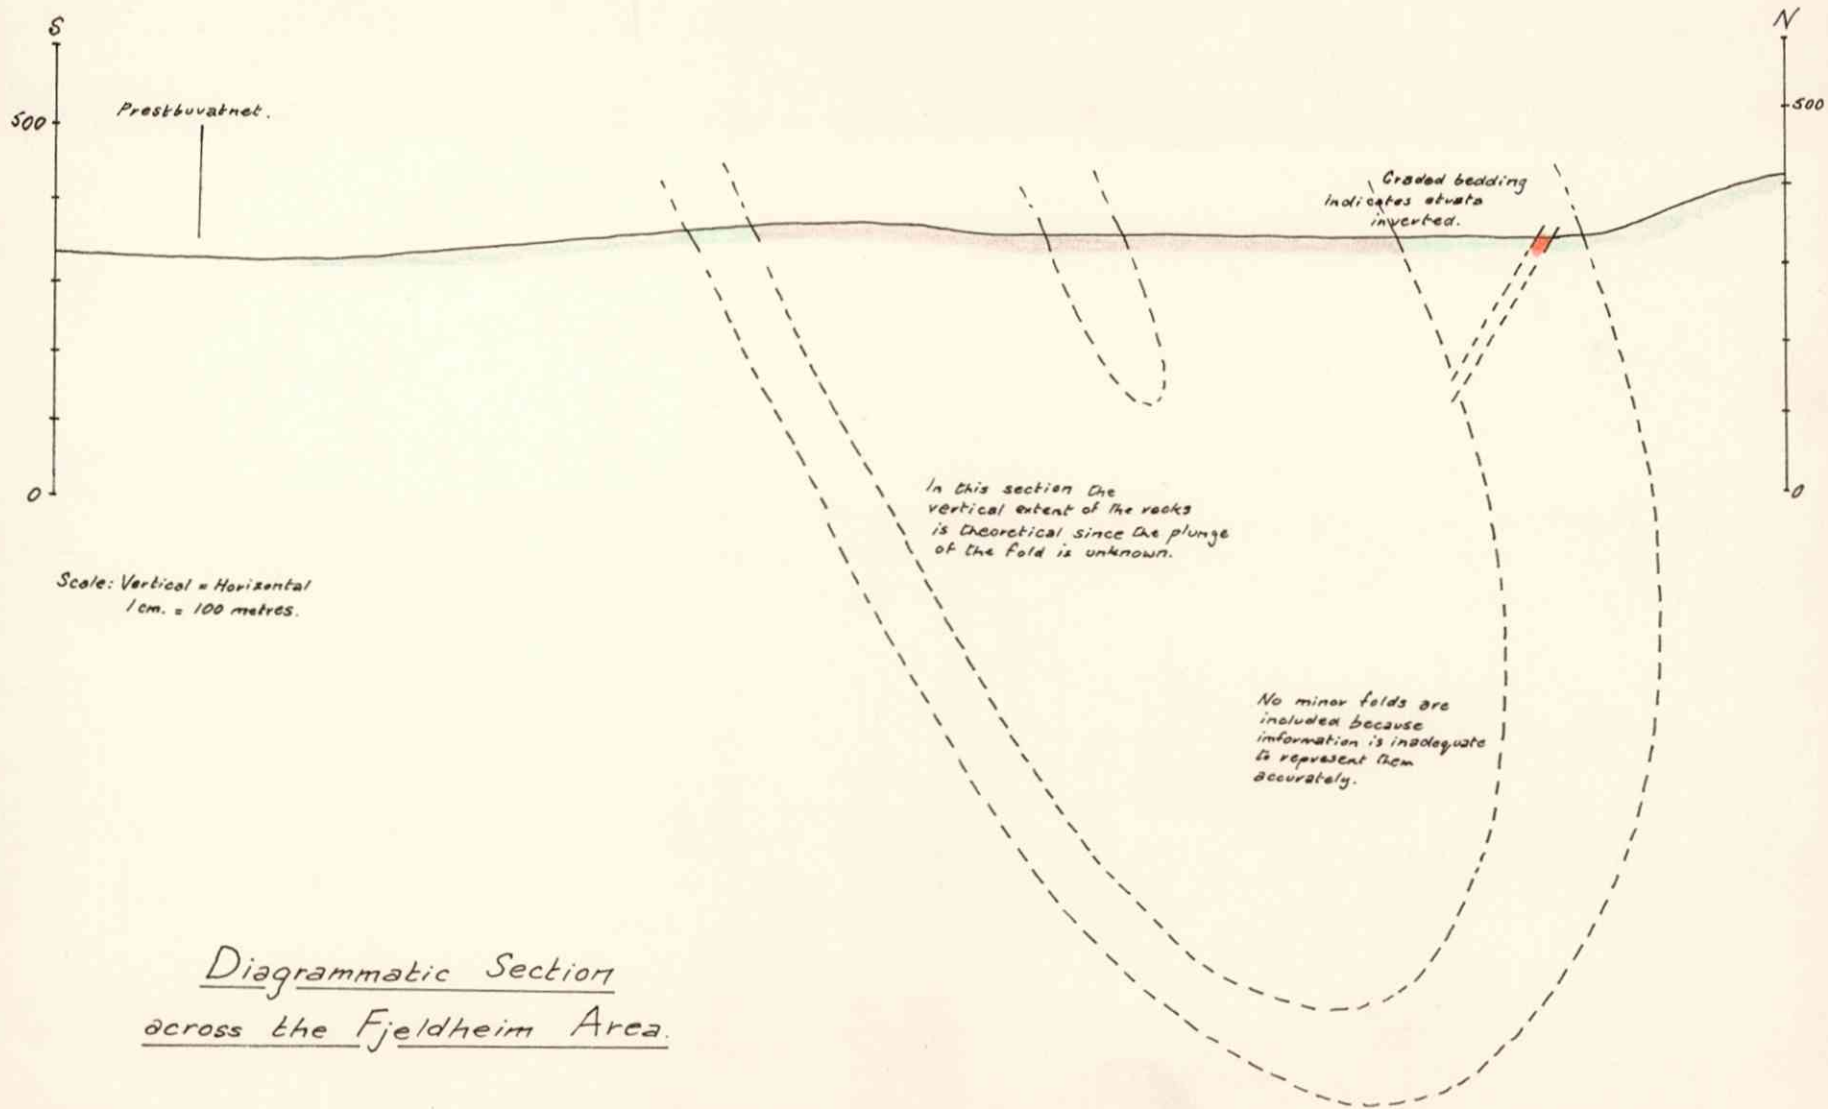 S
N
500
500
Prestbuvatnet.
Graded bedding
indicates strata
inverted.
0
0
In this section the
vertical extent of the rocks
is theoretical since the plunge
of the fold is unknown.
Scale: Vertical = Horizontal
1 cm. = 100 metres.
No minor folds are
included because
imformation is inadequate
to represent them
accurately.
Diagrammatic Section
across the Fjeldheim Area.